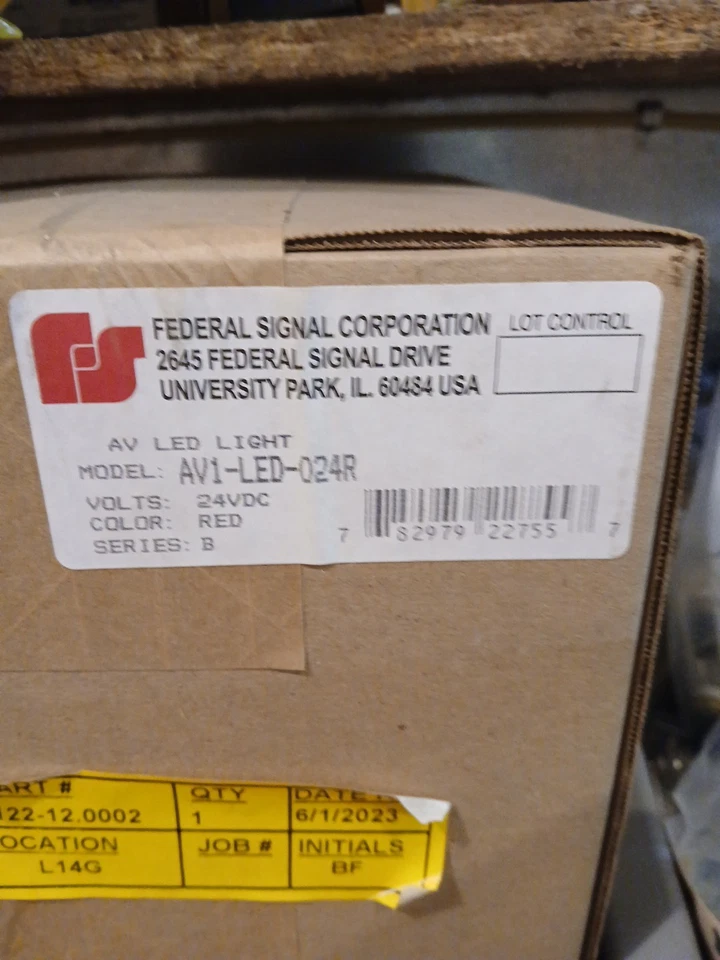 FEDERAL SIGNAL CORPORATION
2645 FEDERAL SIGNAL DRIVE
UNIVERSITY PARK, IL. 60484 USA
LOT CONTROL
AV LED LIGHT
MODEL: AV1-LED-024R
VOLTS: 24VDC
COLOR: RED
SERIES: B
7 82979 22755 7
ART # QTY DATE
122-12.0002 1 6/1/2023
OCATION JOB # INITIALS
L14G BF